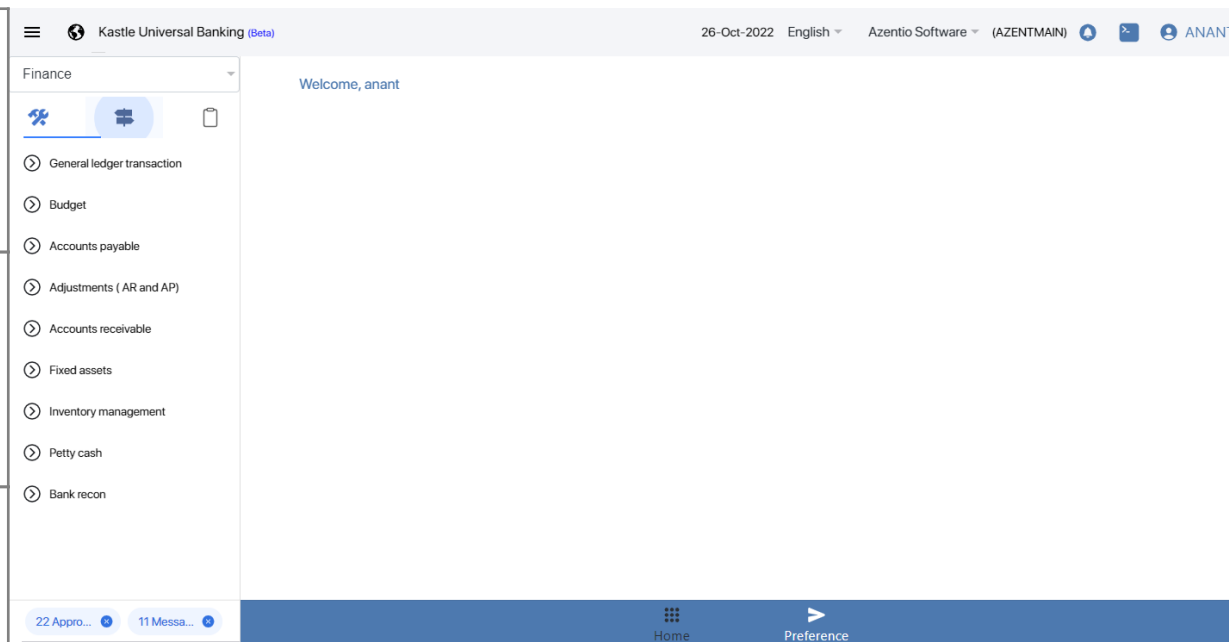 Kastle Universal Banking (Beta)
26-Oct-2022 English Azentio Software (AZENTMAIN) ANANT
Finance
Welcome, anant
General ledger transaction
Budget
Accounts payable
Adjustments ( AR and AP)
Accounts receivable
Fixed assets
Inventory management
Petty cash
Bank recon
22 Appro... 11 Messa...
Home Preference